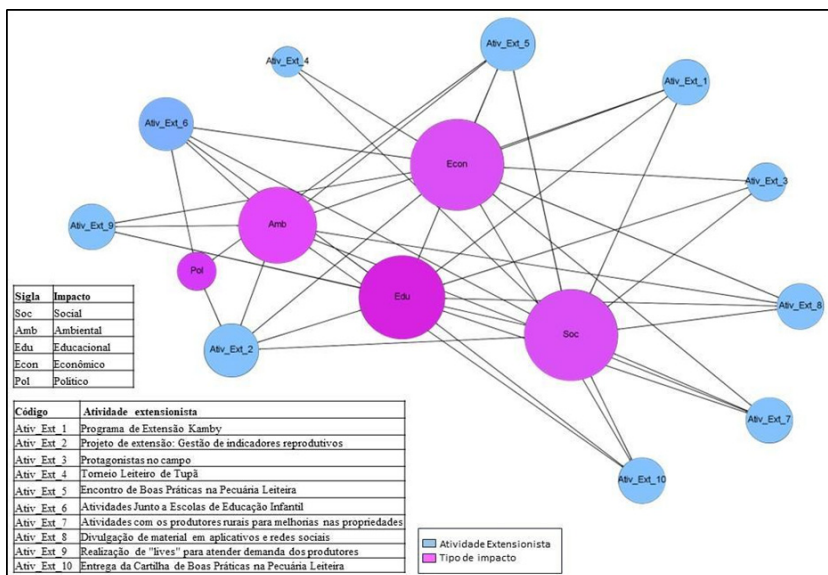 Ativ_Ext_5
Ativ_Ext_4
Ativ_Ext_1
Ativ_Ext_6
Econ
Ativ_Ext_3
Amb
Ativ_Ext_9
Pol
Edu
Ativ_Ext_8
Soc
Ativ_Ext_2
Ativ_Ext_7
Ativ_Ext_10
Sigla Impacto
Soc Social
Amb Ambiental
Edu Educacional
Econ Econômico
Pol Político
Código Atividade extensionista
Ativ_Ext_1 Programa de Extensão Kamby
Ativ_Ext_2 Projeto de extensão: Gestão de indicadores reprodutivos
Ativ_Ext_3 Protagonistas no campo
Ativ_Ext_4 Torneio Leiteiro de Tupã
Ativ_Ext_5 Encontro de Boas Práticas na Pecuária Leiteira
Ativ_Ext_6 Atividades Junto a Escolas de Educação Infantil
Ativ_Ext_7 Atividades com os produtores rurais para melhorias nas propriedades
Ativ_Ext_8 Divulgação de material em aplicativos e redes sociais
Ativ_Ext_9 Realização de "lives" para atender demanda dos produtores
Ativ_Ext_10 Entrega da Cartilha de Boas Práticas na Pecuária Leiteira
Atividade Extensionista
Tipo de impacto